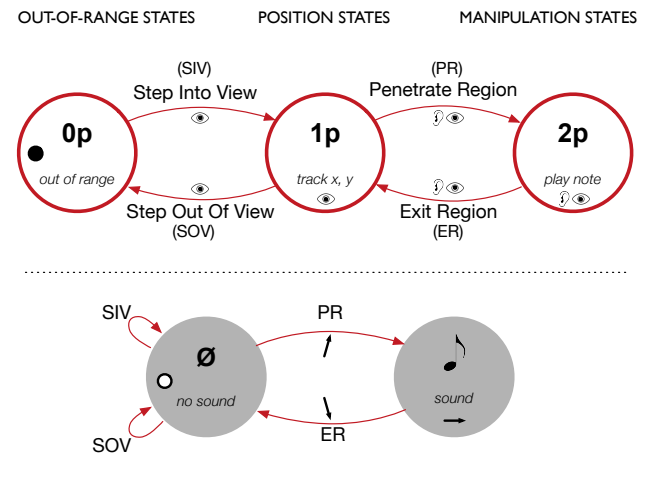 OUT-OF-RANGE STATES
POSITION STATES
MANIPULATION STATES
(SIV)
Step Into View
(PR)
Penetrate Region
0p
out of range
1p
track x, y
2p
play note
Step Out Of View
(SOV)
Exit Region
(ER)
SIV
PR
Ø
no sound
sound
SOV
ER